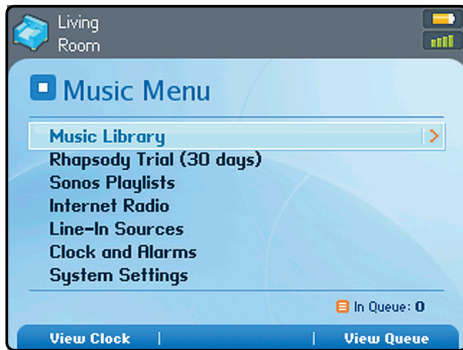 Living
Room
Music Menu
Music Library
Rhapsody Trial (30 days)
Sonos Playlists
Internet Radio
Line-In Sources
Clock and Alarms
System Settings
In Queue: 0
View Clock
View Queue